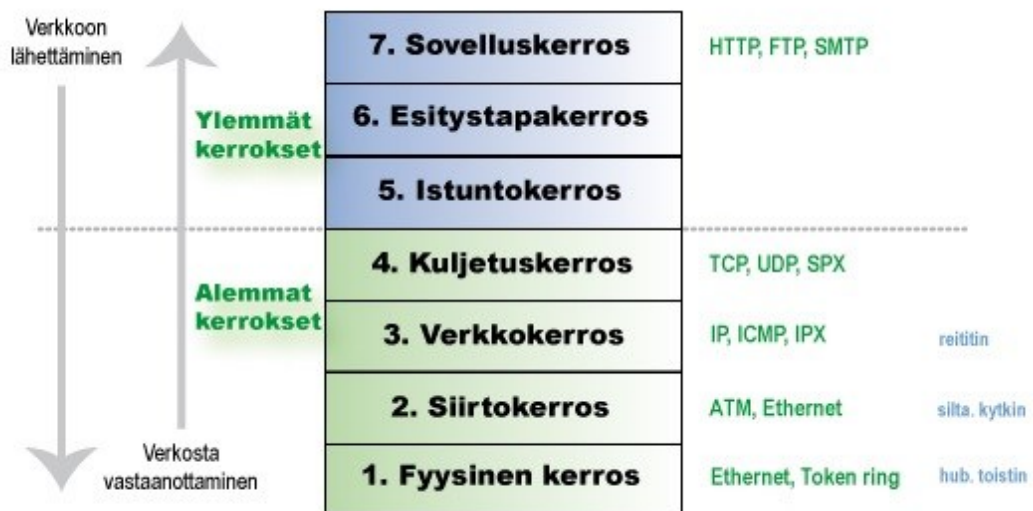 Verkkoon
lähettäminen
7. Sovelluskerros
HTTP, FTP, SMTP
Ylemmät
kerrokset
6. Esitystapakerros
5. Istuntokerros
4. Kuljetuskerros
TCP, UDP, SPX
Alemmat
kerrokset
3. Verkkokerros
IP, ICMP, IPX
reititin
2. Siirtokerros
ATM, Ethernet
silta. kytkin
Verkosta
vastaanottaminen
1. Fyysinen kerros
Ethernet, Token ring
hub. toistin